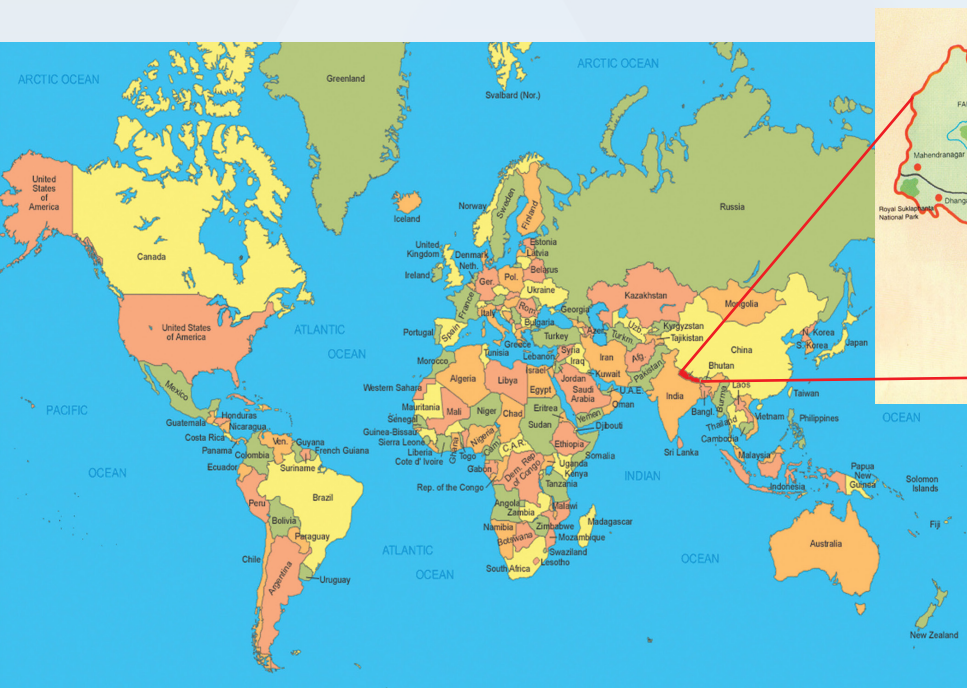 ARCTIC OCEAN
ARCTIC OCEAN
Greenland
Svalbard (Nor.)
United
States
of
America
Canada
Iceland
Norway
Sweden
Finland
Russia
United
Kingdom
Ireland
Denmark
Neth.
Estonia
Latvia
Belarus
Ger.
Pol.
Ukraine
France
Rom.
Italy
Bulgaria
Georgia
Portugal
Spain
Greece
Turkey
Azer.
Uzb.
Turkm.
Kazakhstan
Kyrgyzstan
Tajikistan
Mongolia
China
N. Korea
S. Korea
Japan
United States
of America
ATLANTIC
OCEAN
Mexico
Morocco
Tunisia
Lebanon
Syria
Israel
Iraq
Iran
Afg.
Pakistan
Kuwait
Jordan
Saudi
Arabia
U.A.E.
Oman
Yemen
Bhutan
India
Bangl.
Burma
Laos
Thailand
Vietnam
Cambodia
Taiwan
Philippines
Western Sahara
Algeria
Libya
Egypt
Mauritania
Mali
Niger
Chad
Sudan
Eritrea
Djibouti
Senegal
Guinea-Bissau
Sierra Leone
Liberia
Cote d' Ivoire
Ghana
Togo
Nigeria
Cam.
C.A.R.
Ethiopia
Somalia
Gabon
Rep. of the Congo
Dem. Rep.
of Congo
Uganda
Kenya
Tanzania
Angola
Zambia
Malawi
Namibia
Botswana
Zimbabwe
Mozambique
Madagascar
Swaziland
Lesotho
South Africa
PACIFIC
OCEAN
Guatemala
Honduras
Nicaragua
Costa Rica
Panama
Ven.
Guyana
French Guiana
Suriname
Colombia
Ecuador
Peru
Brazil
Bolivia
Paraguay
Chile
Argentina
Uruguay
ATLANTIC
OCEAN
INDIAN
OCEAN
Sri Lanka
Malaysia
Indonesia
Papua
New
Guinea
Solomon
Islands
OCEAN
Fiji
Australia
New Zealand
FA
Mahendranagar
Dhang
Royal Suklaphanta
National Park